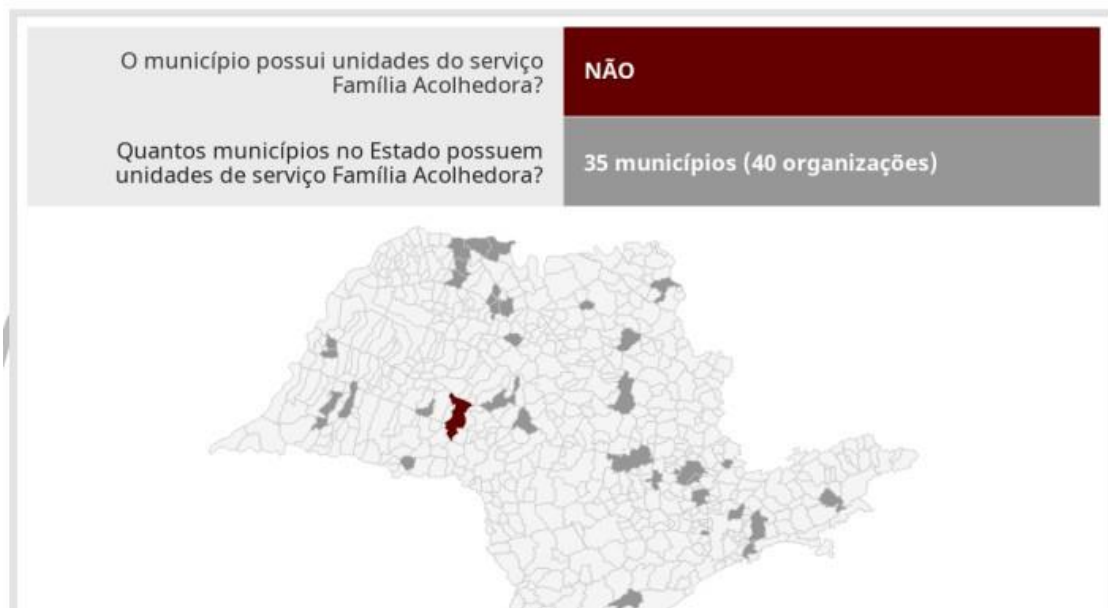 O município possui unidades do serviço
Família Acolhedora?
NÃO
Quantos municípios no Estado possuem
unidades de serviço Família Acolhedora?
35 municípios (40 organizações)